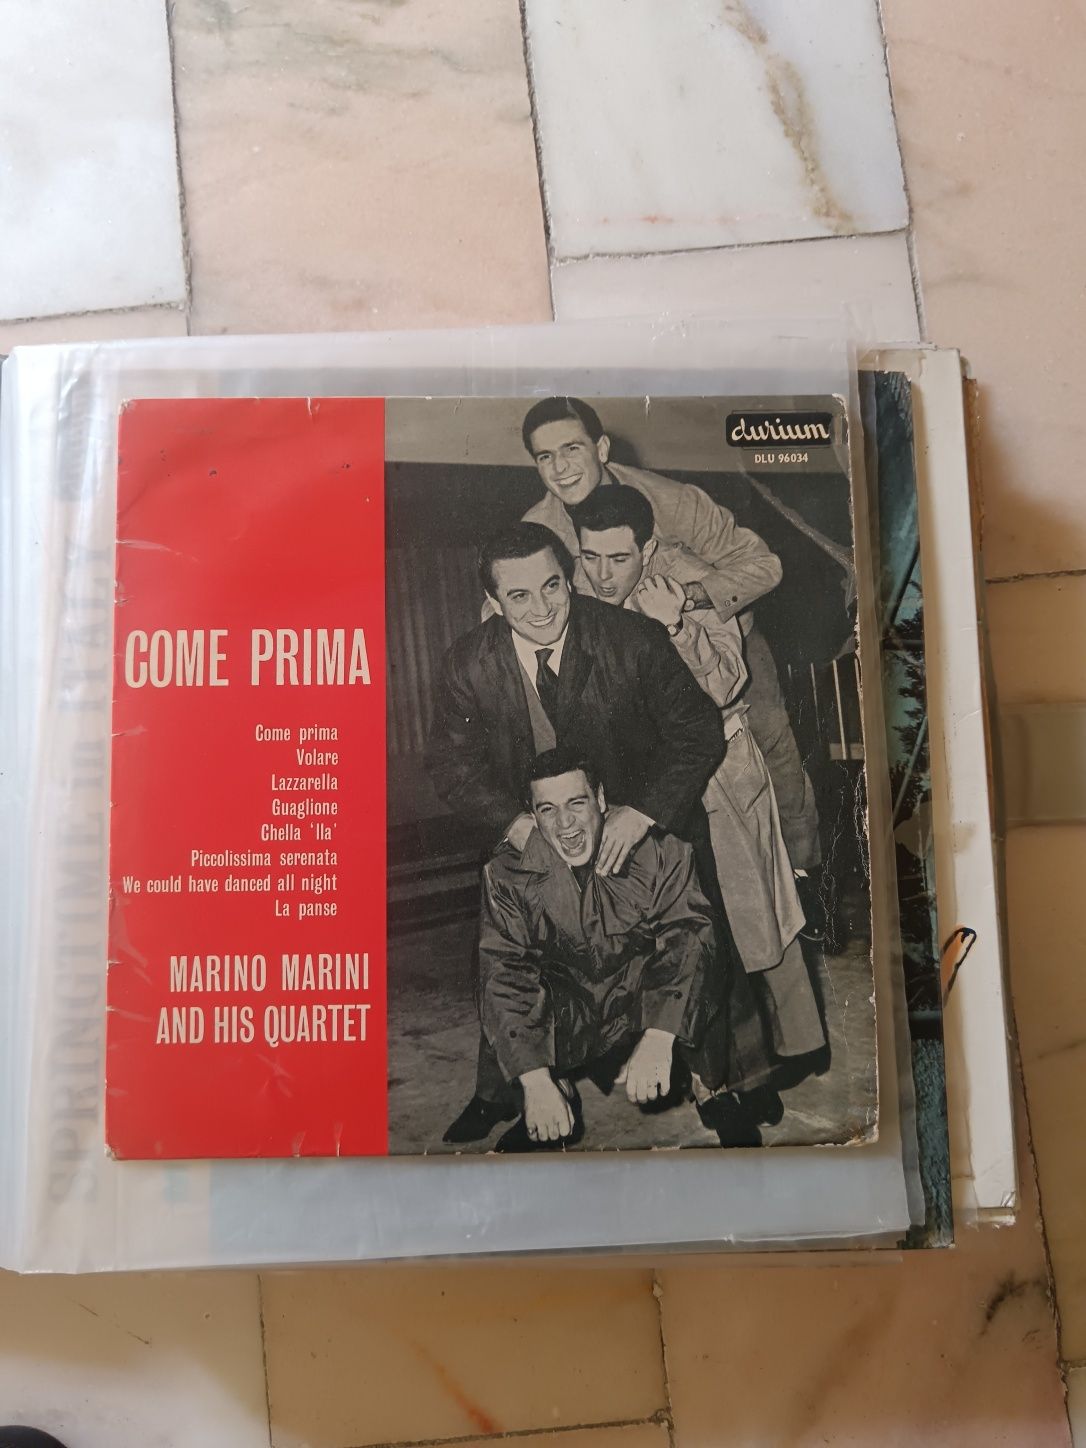 durium
DLU 96034
COME PRIMA
Come prima
Volare
Lazzarella
Guaglione
Chella 'lla'
Piccolissima serenata
We could have danced all night
La panse
MARINO MARINI
AND HIS QUARTET
SPRINGTIME in ITALY